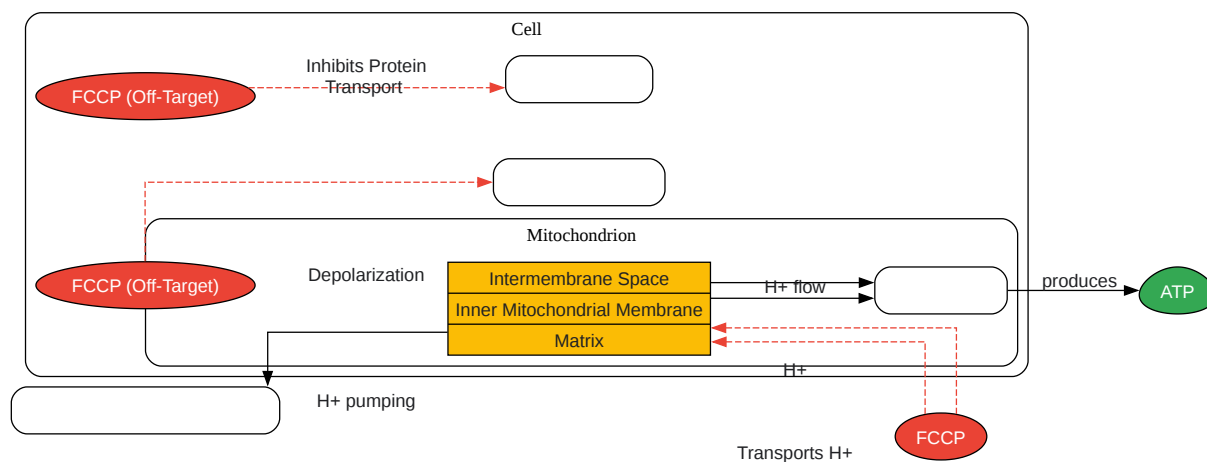 Cell
Inhibits Protein
Transport
FCCP (Off-Target)
Mitochondrion
Depolarization
FCCP (Off-Target)
Intermembrane Space
Inner Mitochondrial Membrane
Matrix
H+ flow
produces
ATP
H+
H+ pumping
FCCP
Transports H+